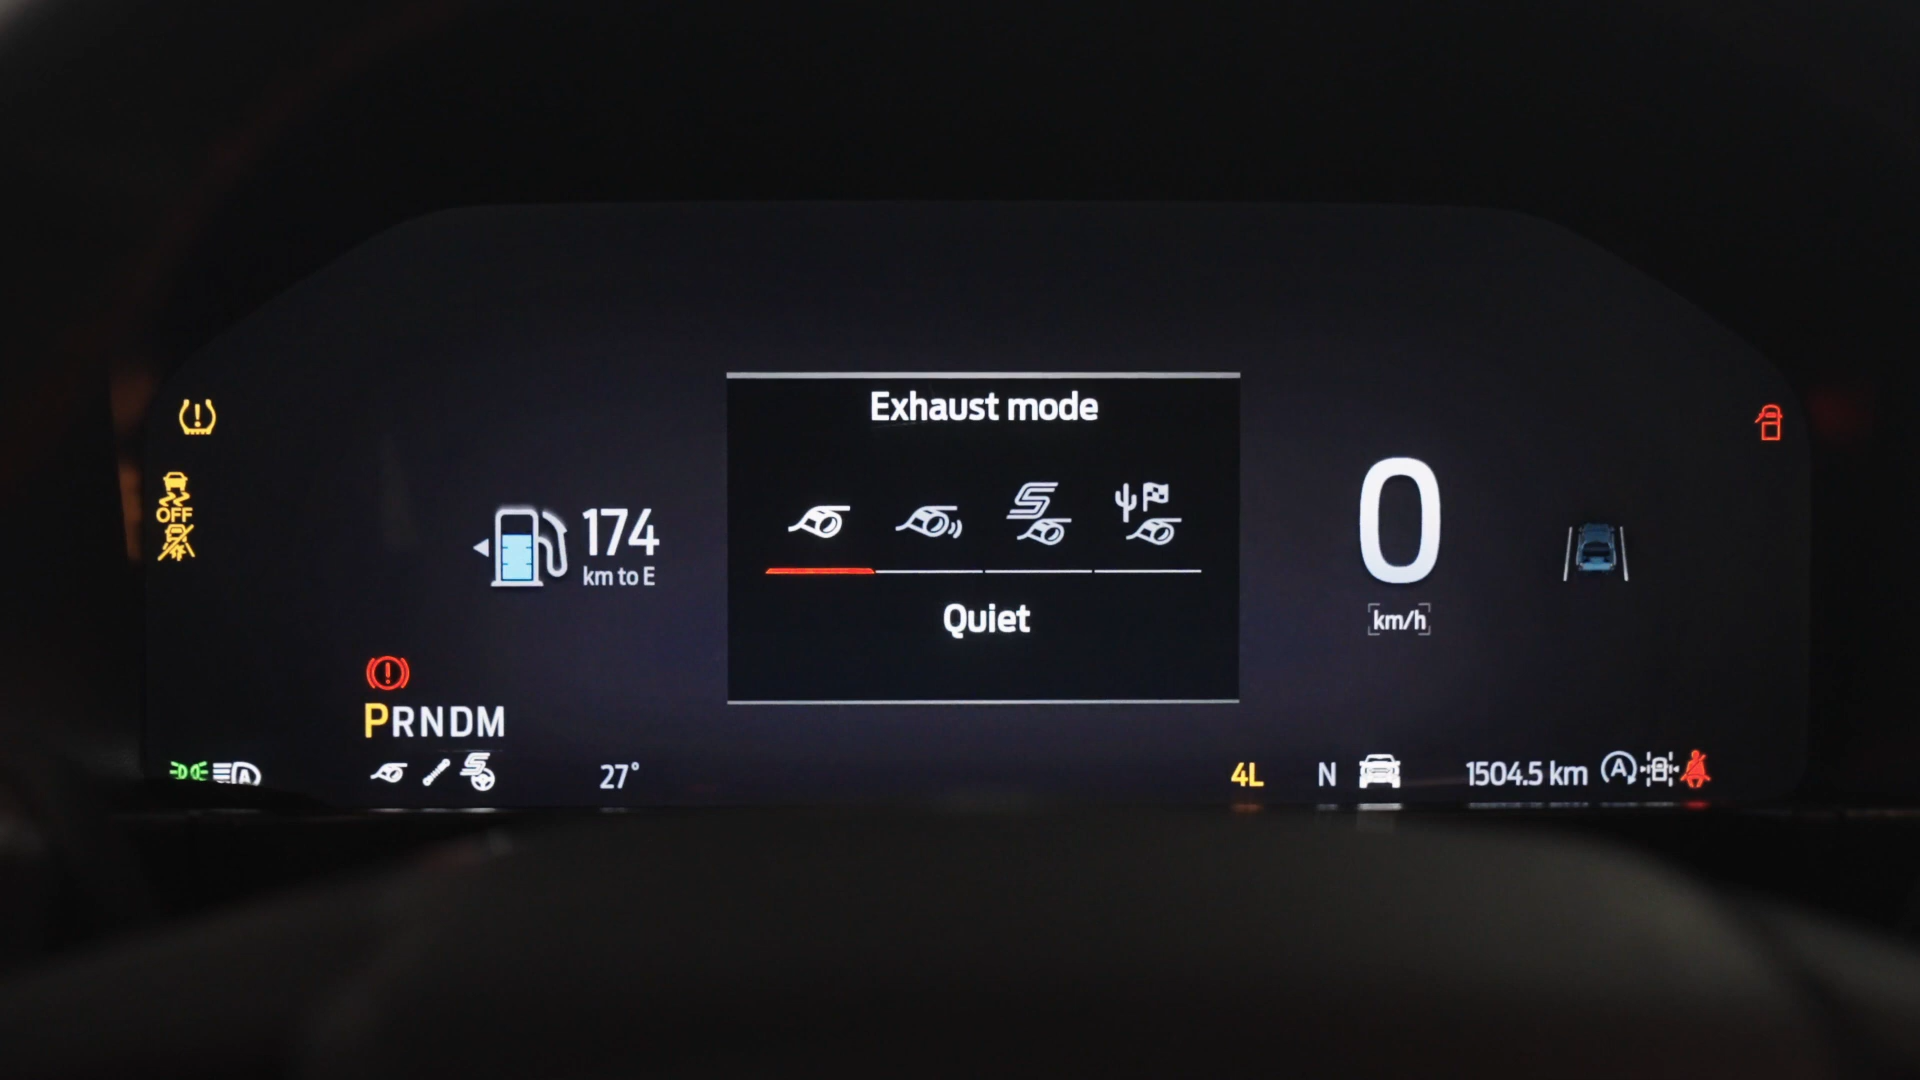 Exhaust mode
OFF
174
km to E
Quiet
0
km/h
PRNDM
27°
4L
N
1504.5 km
A